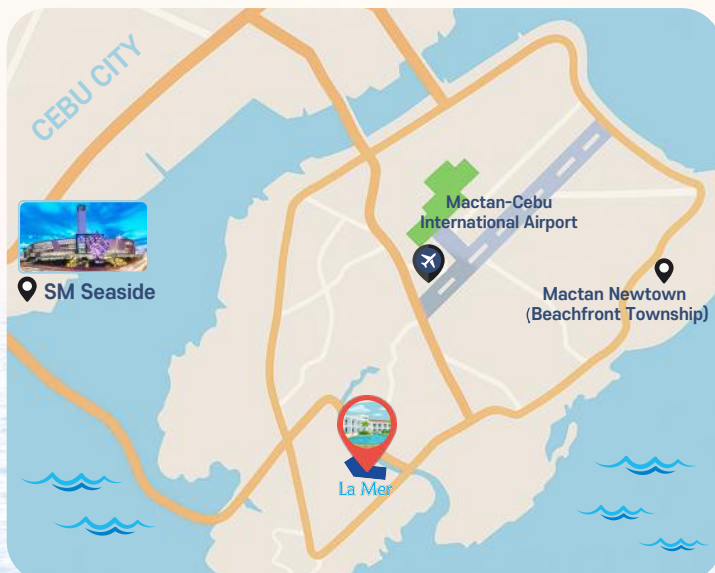 CEBU CITY
Mactan-Cebu
International Airport
SM Seaside
Mactan Newtown
(Beachfront Township)
La Mer